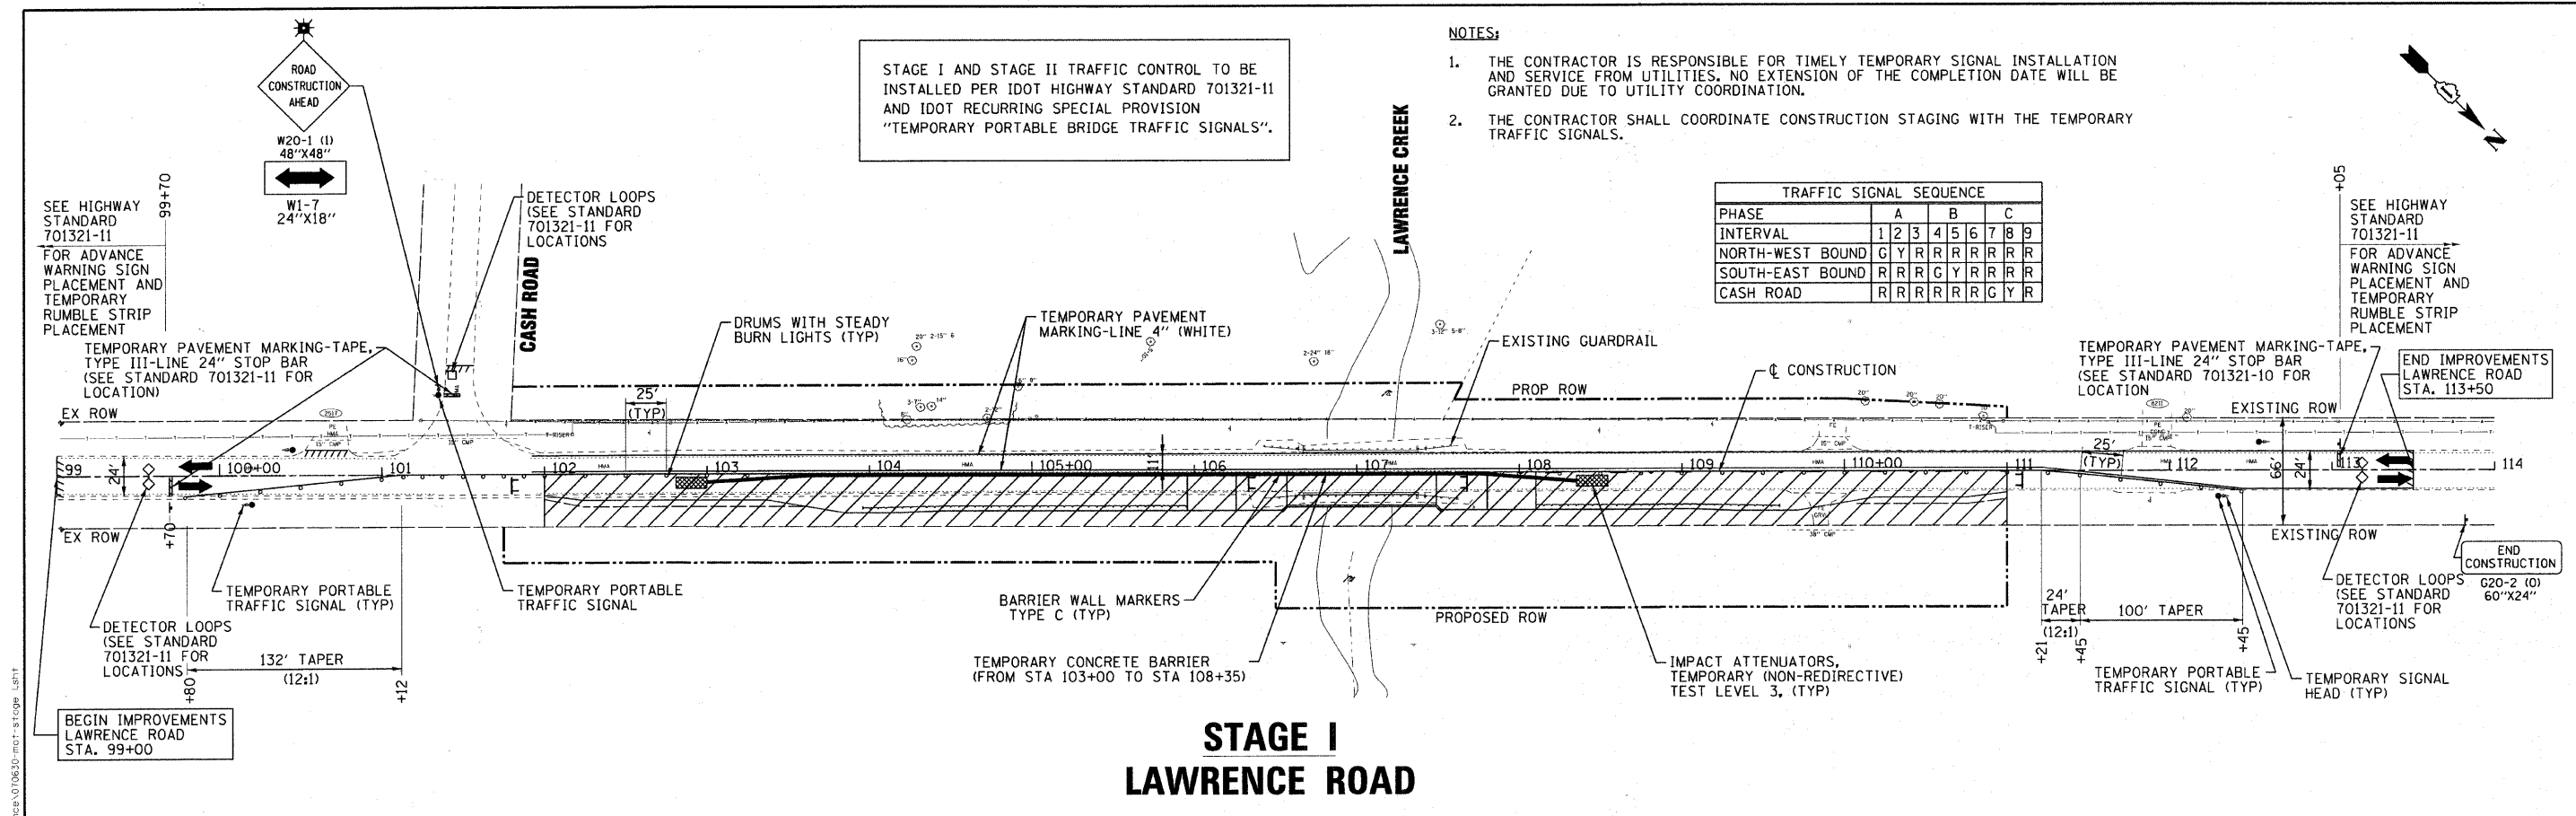 ROAD
CONSTRUCTION
AHEAD
W20-1 (1)
48"X48"
W1-7
24"X18"
SEE HIGHWAY
STANDARD
701321-11
FOR ADVANCE
WARNING SIGN
PLACEMENT AND
TEMPORARY
RUMBLE STRIP
PLACEMENT
99+70
DETECTOR LOOPS
(SEE STANDARD
701321-11 FOR
LOCATIONS
CASH ROAD
STAGE I AND STAGE II TRAFFIC CONTROL TO BE
INSTALLED PER IDOT HIGHWAY STANDARD 701321-11
AND IDOT RECURRING SPECIAL PROVISION
"TEMPORARY PORTABLE BRIDGE TRAFFIC SIGNALS".
LAWRENCE CREEK
NOTES:
1. THE CONTRACTOR IS RESPONSIBLE FOR TIMELY TEMPORARY SIGNAL INSTALLATION
AND SERVICE FROM UTILITIES. NO EXTENSION OF THE COMPLETION DATE WILL BE
GRANTED DUE TO UTILITY COORDINATION.
2. THE CONTRACTOR SHALL COORDINATE CONSTRUCTION STAGING WITH THE TEMPORARY
TRAFFIC SIGNALS.
N
TRAFFIC SIGNAL SEQUENCE
PHASE A B C
INTERVAL 1 2 3 4 5 6 7 8 9
NORTH-WEST BOUND G Y R R R R R R R
SOUTH-EAST BOUND R R R G Y R R R R
CASH ROAD R R R R R R G Y R
+05
SEE HIGHWAY
STANDARD
701321-11
FOR ADVANCE
WARNING SIGN
PLACEMENT AND
TEMPORARY
RUMBLE STRIP
PLACEMENT
TEMPORARY PAVEMENT MARKING-TAPE,
TYPE III-LINE 24" STOP BAR
(SEE STANDARD 701321-11 FOR
LOCATION)
DRUMS WITH STEADY
BURN LIGHTS (TYP)
TEMPORARY PAVEMENT
MARKING-LINE 4" (WHITE)
EXISTING GUARDRAIL
℄ CONSTRUCTION
PROP ROW
TEMPORARY PAVEMENT MARKING-TAPE,
TYPE III-LINE 24" STOP BAR
(SEE STANDARD 701321-10 FOR
LOCATION
END IMPROVEMENTS
LAWRENCE ROAD
STA. 113+50
EX ROW
25'
(TYP)
EXISTING ROW
T-RISER
T-RISER
15" CMP
15" CMP
15" CMP
99
24'
100+00
101
102
103
104
105+00
11'
106
107
108
109
110+00
111
25'
(TYP)
112
66'
24'
113
114
EX ROW
EXISTING ROW
+70
TEMPORARY PORTABLE
TRAFFIC SIGNAL (TYP)
TEMPORARY PORTABLE
TRAFFIC SIGNAL
DETECTOR LOOPS
(SEE STANDARD
701321-11 FOR
LOCATIONS
132' TAPER
(12:1)
+80
+12
BARRIER WALL MARKERS
TYPE C (TYP)
TEMPORARY CONCRETE BARRIER
(FROM STA 103+00 TO STA 108+35)
PROPOSED ROW
IMPACT ATTENUATORS,
TEMPORARY (NON-REDIRECTIVE)
TEST LEVEL 3, (TYP)
24'
TAPER
(12:1)
100' TAPER
+21
+45
+45
TEMPORARY PORTABLE
TRAFFIC SIGNAL (TYP)
TEMPORARY SIGNAL
HEAD (TYP)
DETECTOR LOOPS
(SEE STANDARD
701321-11 FOR
LOCATIONS
END
CONSTRUCTION
G20-2 (O)
60"X24"
BEGIN IMPROVEMENTS
LAWRENCE ROAD
STA. 99+00
STAGE I
LAWRENCE ROAD